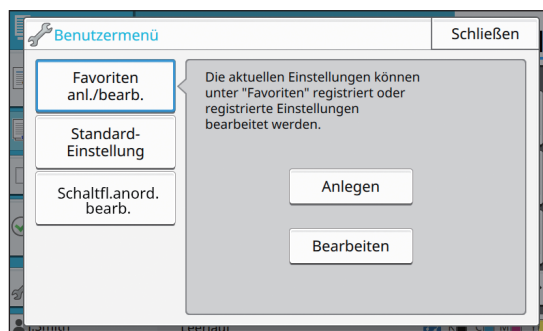 Benutzermenü
Schließen
Favoriten
anl./bearb.
Standard-
Einstellung
Schaltfl.anord.
bearb.
Die aktuellen Einstellungen können
unter "Favoriten" registriert oder
registrierte Einstellungen
bearbeitet werden.
Anlegen
Bearbeiten